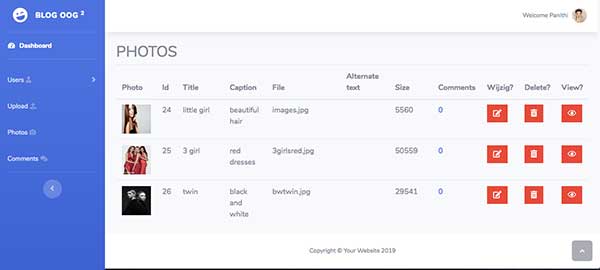 BLOG OOG 2
Welcome Panithi
Dashboard
Users
Upload
Photos
Comments
PHOTOS
Photo Id Title Caption File Alternate text Size Comments Wijzig? Delete? View?
24 little girl beautiful hair images.jpg 5560 0
25 3 girl red dresses 3girlsred.jpg 50559 0
26 twin black and white bwtwin.jpg 29541 0
Copyright © Your Website 2019